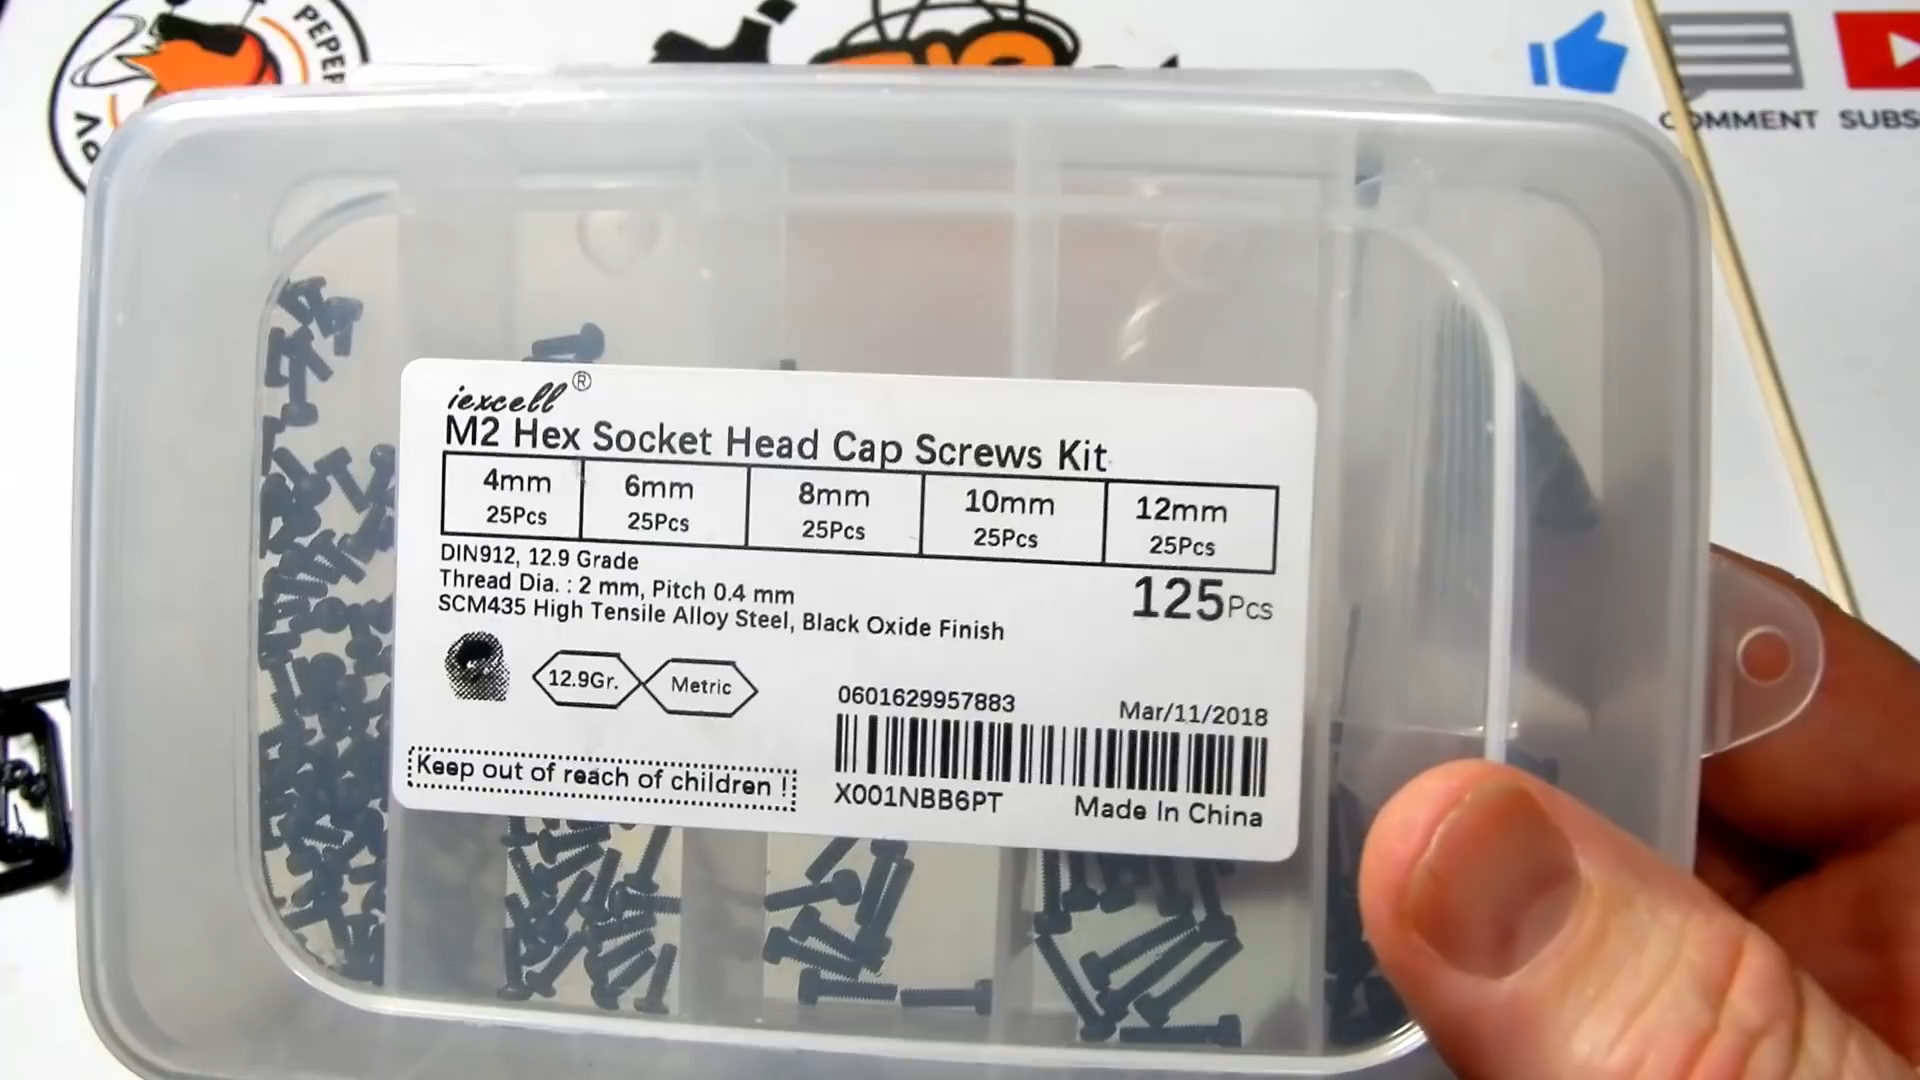 COMMENT
iexcell®
M2 Hex Socket Head Cap Screws Kit
4mm 6mm 8mm 10mm 12mm
25Pcs 25Pcs 25Pcs 25Pcs 25Pcs
DIN912, 12.9 Grade
Thread Dia. : 2 mm, Pitch 0.4 mm
125Pcs
SCM435 High Tensile Alloy Steel, Black Oxide Finish
12.9Gr. Metric
0601629957883 Mar/11/2018
Keep out of reach of children !
X001NBB6PT Made In China